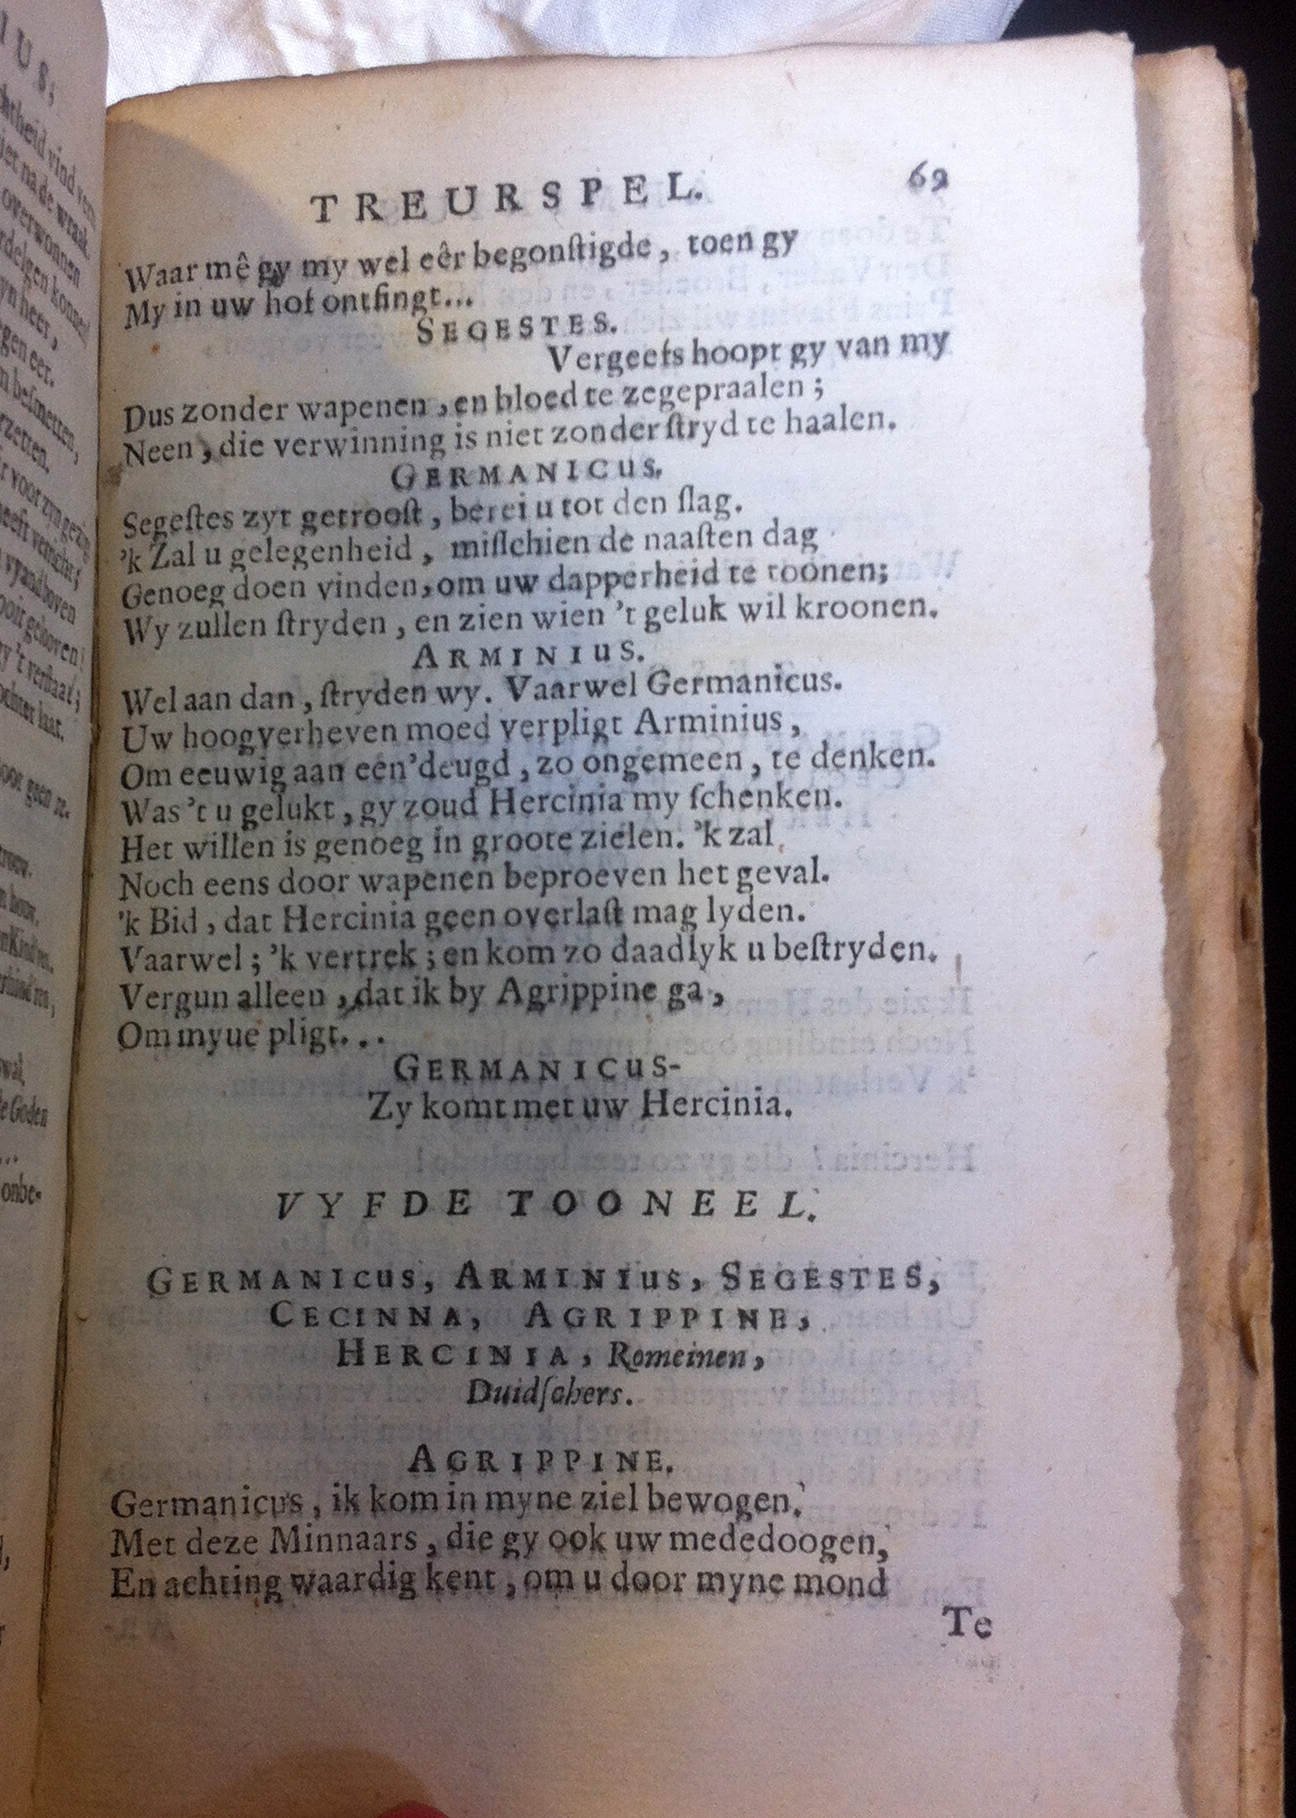 TREURSPEL. 69
Waar mê gy my wel eêr begonſtigde, toen gy
My in uw hof ontfingt...
SEGESTES.
Vergeefs hoopt gy van my
Dus zonder wapenen, en bloed te zegepraalen;
Neen, die verwinning is niet zonder ſtryd te haalen.
GERMANICUS.
Segeſtes zyt getrooſt, berei u tot den ſlag.
'k Zal u gelegenheid, miſſchien de naaſten dag
Genoeg doen vinden, om uw dapperheid te toonen;
Wy zullen ſtryden, en zien wien 't geluk wil kroonen.
ARMINIUS.
Wel aan dan, ſtryden wy. Vaarwel Germanicus.
Uw hoogverheven moed verpligt Arminius,
Om eeuwig aan een' deugd, zo ongemeen, te denken.
Was 't u gelukt, gy zoud Hercinia my ſchenken.
Het willen is genoeg in groote zielen. 'k zal
Noch eens door wapenen beproeven het geval.
'k Bid, dat Hercinia geen overlaſt mag lyden.
Vaarwel; 'k vertrek; en kom zo daadlyk u beſtryden.
Vergun alleen, dat ik by Agrippine ga,
Om myue pligt...
GERMANICUS-
Zy komt met uw Hercinia.
VYFDE TOONEEL.
GERMANICUS, ARMINIUS, SEGESTES,
CECINNA, AGRIPPINE,
HERCINIA, Romeinen,
Duidſchers.
AGRIPPINE.
Germanicus, ik kom in myne ziel bewogen,
Met deze Minnaars, die gy ook uw mededoogen,
En achting waardig kent, om u door myne mond
Te